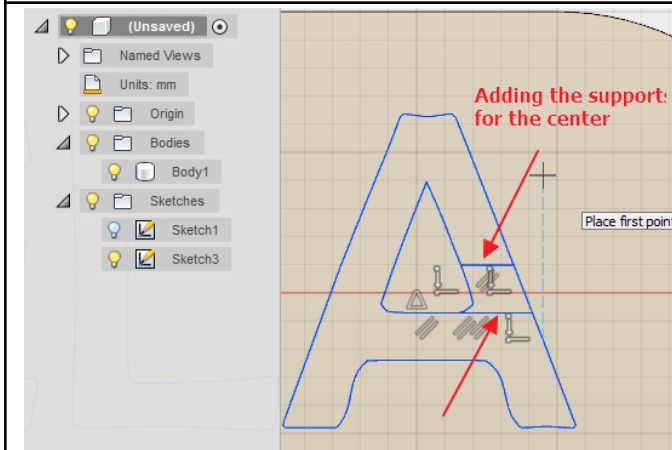 (Unsaved)
Named Views
Units: mm
Origin
Bodies
Body1
Sketches
Sketch1
Sketch3
Adding the supports
for the center
Place first point